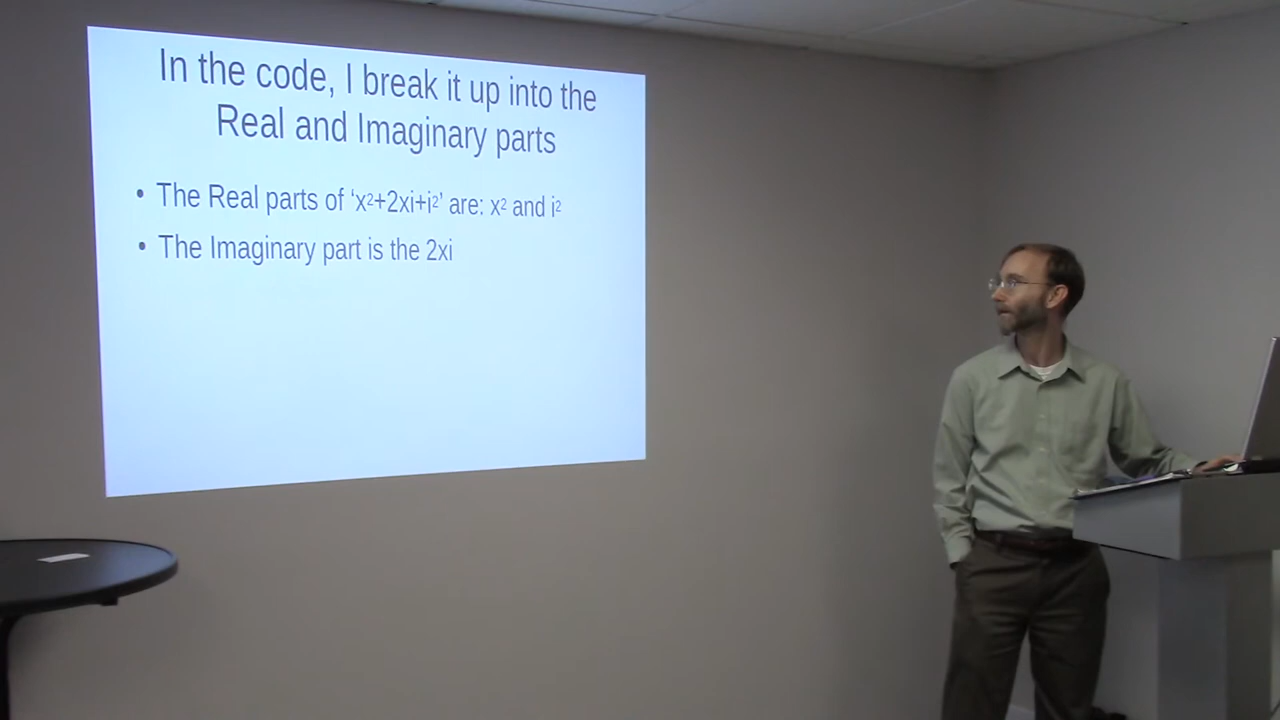 In the code, I break it up into the
Real and Imaginary parts
• The Real parts of ‘x²+2xi+i²’ are: x² and i²
• The Imaginary part is the 2xi